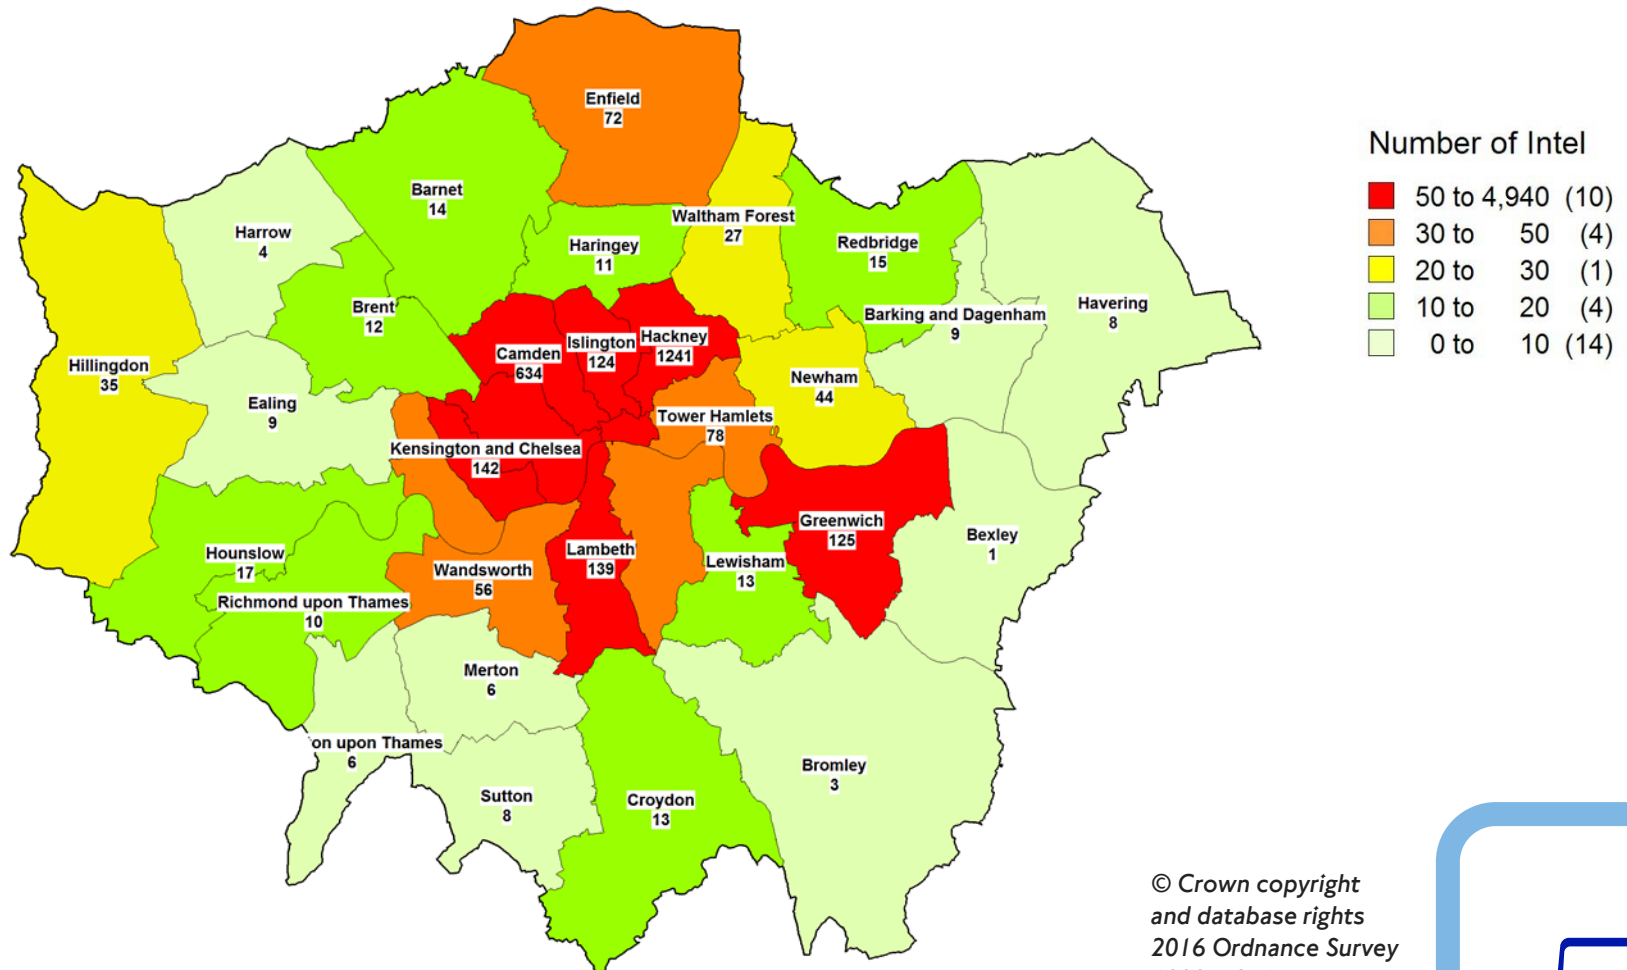 Enfield
72
Barnet
14
Waltham Forest
27
Harrow
4
Haringey
11
Redbridge
15
Brent
12
Barking and Dagenham
9
Havering
8
Hillingdon
35
Camden
634
Islington
124
Hackney
1241
Newham
44
Ealing
9
Tower Hamlets
78
Kensington and Chelsea
142
Hounslow
17
Richmond upon Thames
10
Wandsworth
56
Lambeth
139
Lewisham
13
Greenwich
125
Bexley
1
Merton
6
on upon Thames
6
Sutton
8
Croydon
13
Bromley
3
Number of Intel
50 to 4,940 (10)
30 to 50 (4)
20 to 30 (1)
10 to 20 (4)
0 to 10 (14)
© Crown copyright
and database rights
2016 Ordnance Survey